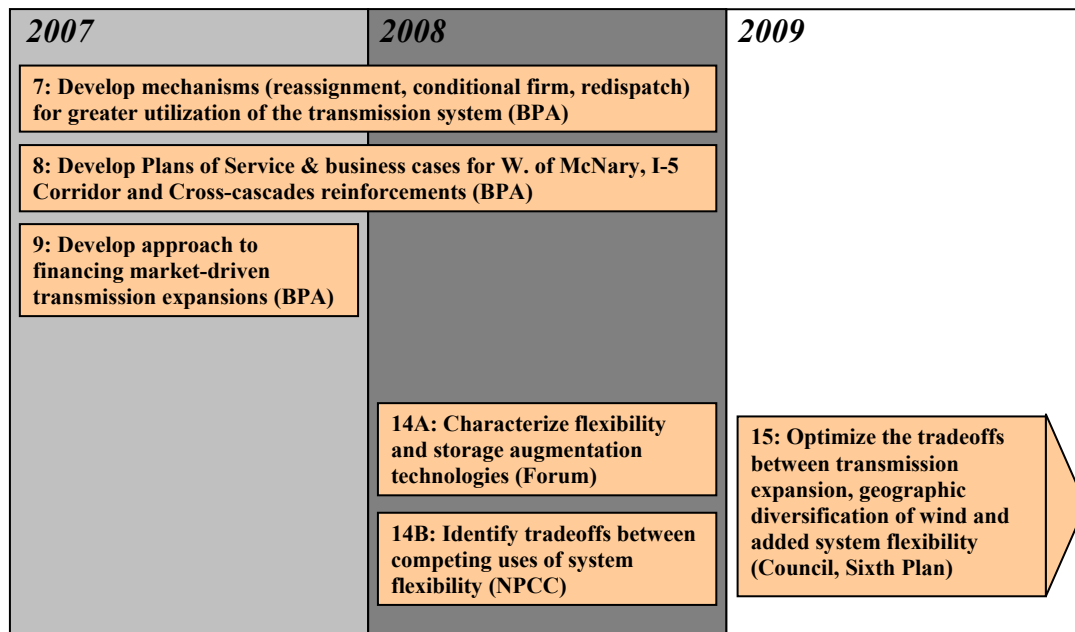 2007
2008
2009
7: Develop mechanisms (reassignment, conditional firm, redispatch)
for greater utilization of the transmission system (BPA)
8: Develop Plans of Service & business cases for W. of McNary, I-5
Corridor and Cross-cascades reinforcements (BPA)
9: Develop approach to
financing market-driven
transmission expansions (BPA)
14A: Characterize flexibility
and storage augmentation
technologies (Forum)
14B: Identify tradeoffs between
competing uses of system
flexibility (NPCC)
15: Optimize the tradeoffs
between transmission
expansion, geographic
diversification of wind and
added system flexibility
(Council, Sixth Plan)